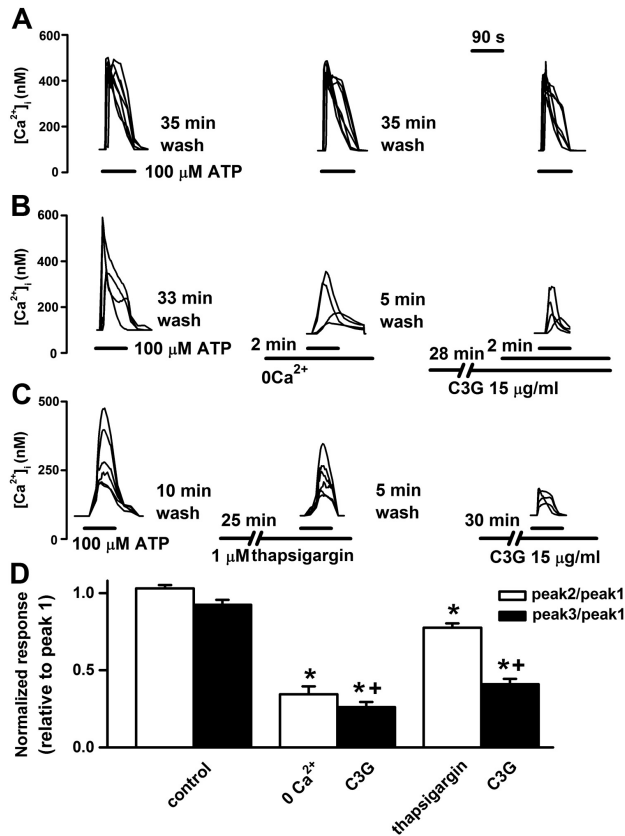 A
600
400
200
0
[Ca²⁺]ᵢ (nM)
90 s
35 min
wash
35 min
wash
100 μM ATP
B
600
400
200
0
[Ca²⁺]ᵢ (nM)
33 min
wash
5 min
wash
100 μM ATP
2 min
0Ca²⁺
2 min
28 min
C3G 15 μg/ml
C
500
250
0
[Ca²⁺]ᵢ (nM)
10 min
wash
5 min
wash
100 μM ATP
25 min
1 μM thapsigargin
30 min
C3G 15 μg/ml
D
Normalized response
(relative to peak 1)
1.0
0.5
0.0
peak2/peak1
peak3/peak1
*
*+
*
*+
control
0 Ca²⁺
C3G
thapsigargin
C3G